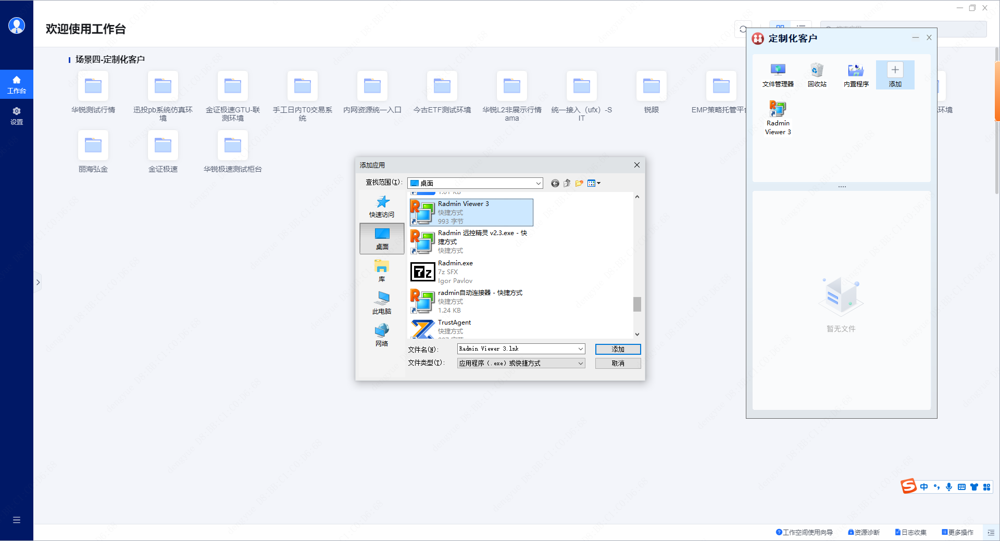 欢迎使用工作台
工作台
设置
场景四-定制化客户
华锐测试行情
迅投pb系统仿真环
境
金证极速GTU-联
测环境
手工日内T0交易系
统
内网资源统一入口
今古ETF测试环境
华锐L2非展示行情
ama
统一接入（ufx）-S
IT
锐眼
EMP策略托管平台
环境
丽海弘金
金证极速
华锐极速测试柜台
定制化客户
文件管理器
回收站
内置程序
添加
Radmin
Viewer 3
暂无文件
添加应用
查找范围(I):
桌面
快速访问
桌面
库
此电脑
网络
1.61 KB
Radmin Viewer 3
快捷方式
993 字节
Radmin 远控精灵 v2.3.exe - 快
捷方式
快捷方式
Radmin.exe
7z SFX
Igor Pavlov
radmin自动连接器 - 快捷方式
快捷方式
1.24 KB
TrustAgent
快捷方式
文件名(N):
Radmin Viewer 3.lnk
添加
文件类型(T):
应用程序（.exe）或快捷方式
取消
中
工作空间使用向导
资源诊断
日志收集
更多操作
dengyue D8:BB:C1:C0:D6:68